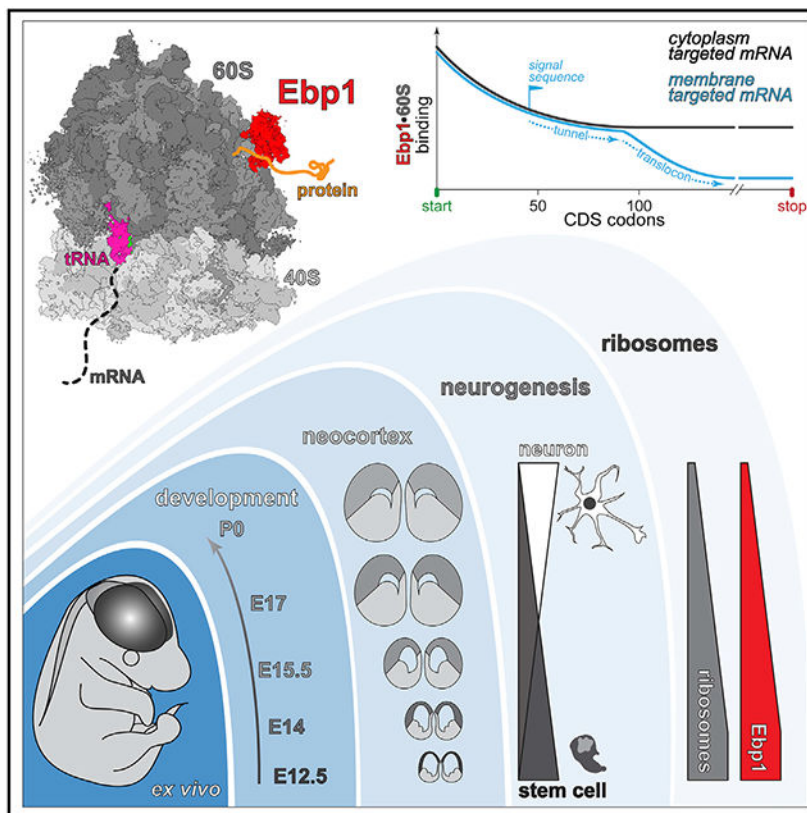 60S
Ebp1
protein
tRNA
40S
mRNA
cytoplasm
targeted mRNA
membrane
targeted mRNA
signal
sequence
tunnel
translocon
Ebp1•60S
binding
start
50
100
stop
CDS codons
ribosomes
neurogenesis
neocortex
neuron
development
P0
E17
E15.5
E14
E12.5
ex vivo
stem cell
ribosomes
Ebp1